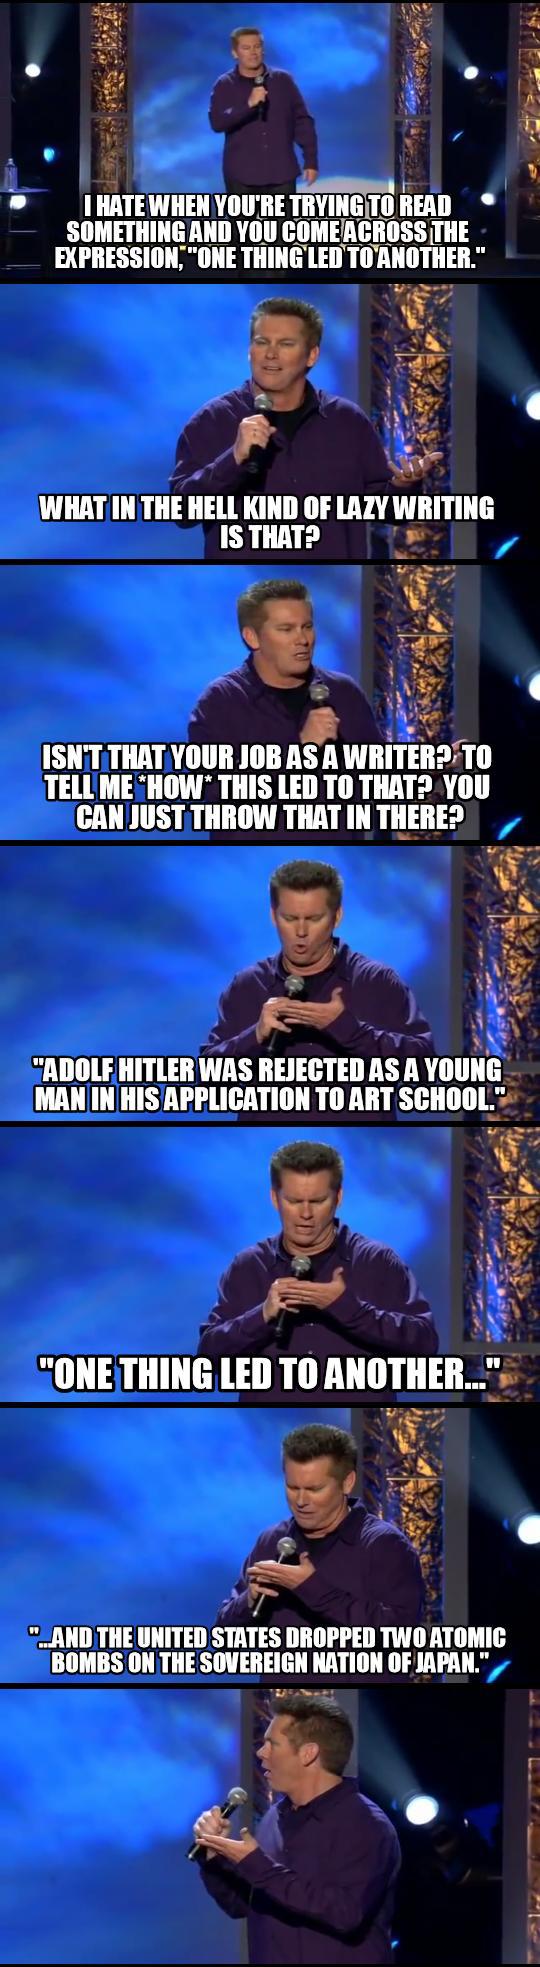 I HATE WHEN YOU'RE TRYING TO READ
SOMETHING AND YOU COME ACROSS THE
EXPRESSION, "ONE THING LED TO ANOTHER."
WHAT IN THE HELL KIND OF LAZY WRITING
IS THAT?
ISN'T THAT YOUR JOB AS A WRITER? TO
TELL ME *HOW* THIS LED TO THAT? YOU
CAN JUST THROW THAT IN THERE?
"ADOLF HITLER WAS REJECTED AS A YOUNG
MAN IN HIS APPLICATION TO ART SCHOOL."
"ONE THING LED TO ANOTHER..."
"...AND THE UNITED STATES DROPPED TWO ATOMIC
BOMBS ON THE SOVEREIGN NATION OF JAPAN."